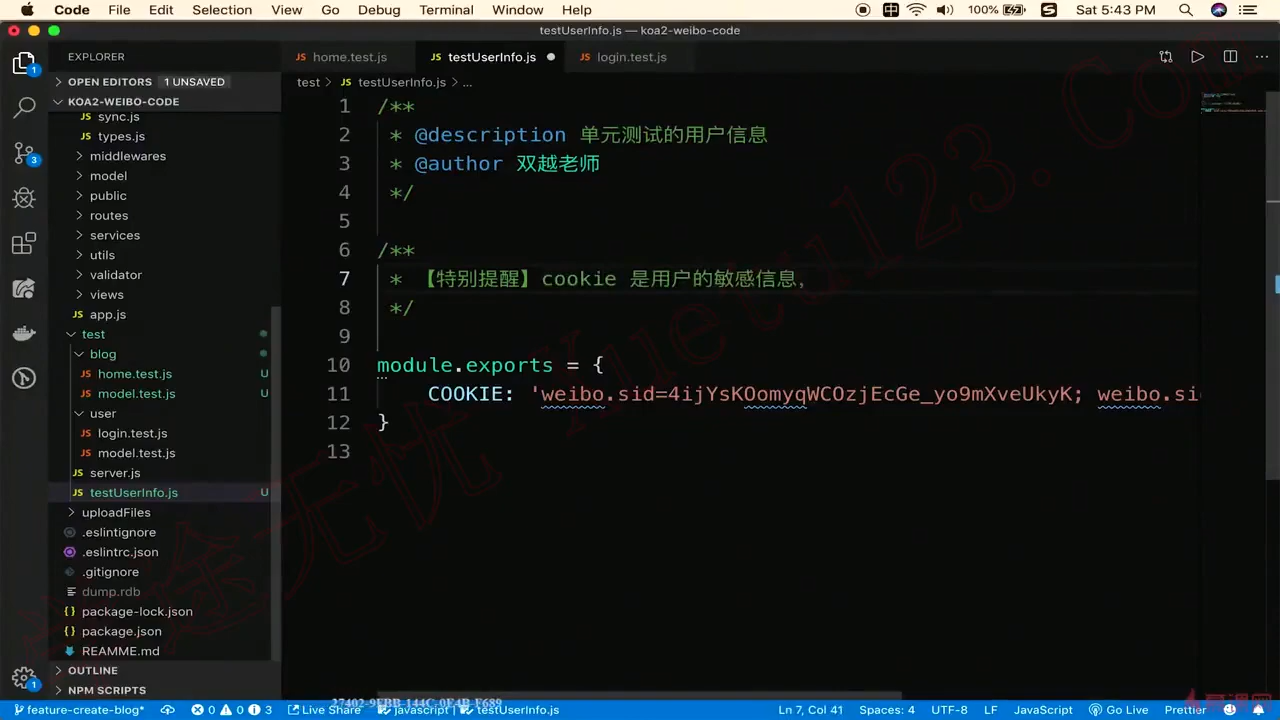 Code File Edit Selection View Go Debug Terminal Window Help 100% Sat 5:43 PM
testUserInfo.js — koa2-weibo-code
EXPLORER
OPEN EDITORS 1 UNSAVED
KOA2-WEIBO-CODE
sync.js
types.js
middlewares
model
public
routes
services
utils
validator
views
app.js
test
blog
home.test.js U
model.test.js U
user
login.test.js
model.test.js
server.js
testUserInfo.js U
uploadFiles
.eslintignore
.eslintrc.json
.gitignore
dump.rdb
package-lock.json
package.json
REAMME.md
OUTLINE
NPM SCRIPTS
home.test.js testUserInfo.js login.test.js
test > testUserInfo.js > ...
1 /**
2 * @description 单元测试的用户信息
3 * @author 双越老师
4 */
5
6 /**
7 * 【特别提醒】cookie 是用户的敏感信息，
8 */
9
10 module.exports = {
11 COOKIE: 'weibo.sid=4ijYsKOomyqWCOzjEcGe_yo9mXveUkyK; weibo.si
12 }
13
feature-create-blog* 0 0 3 Live Share javascript | testUserInfo.js Ln 7, Col 31 Spaces: 4 UTF-8 LF JavaScript Go Live Prettier